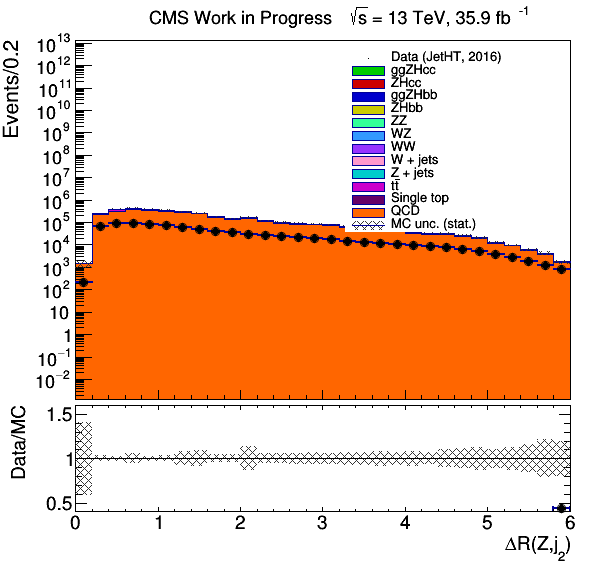 CMS Work in Progress √s = 13 TeV, 35.9 fb⁻¹
Events/0.2
10¹³
10¹²
10¹¹
10¹⁰
10⁹
10⁸
10⁷
10⁶
10⁵
10⁴
10³
10²
10
1
10⁻¹
10⁻²
Data (JetHT, 2016)
ggZHcc
ZHcc
ggZHbb
ZHbb
ZZ
WZ
WW
W + jets
Z + jets
tt̄
Single top
QCD
MC unc. (stat.)
Data/MC
1.5
1
0.5
0 1 2 3 4 5 6
ΔR(Z,j₂)